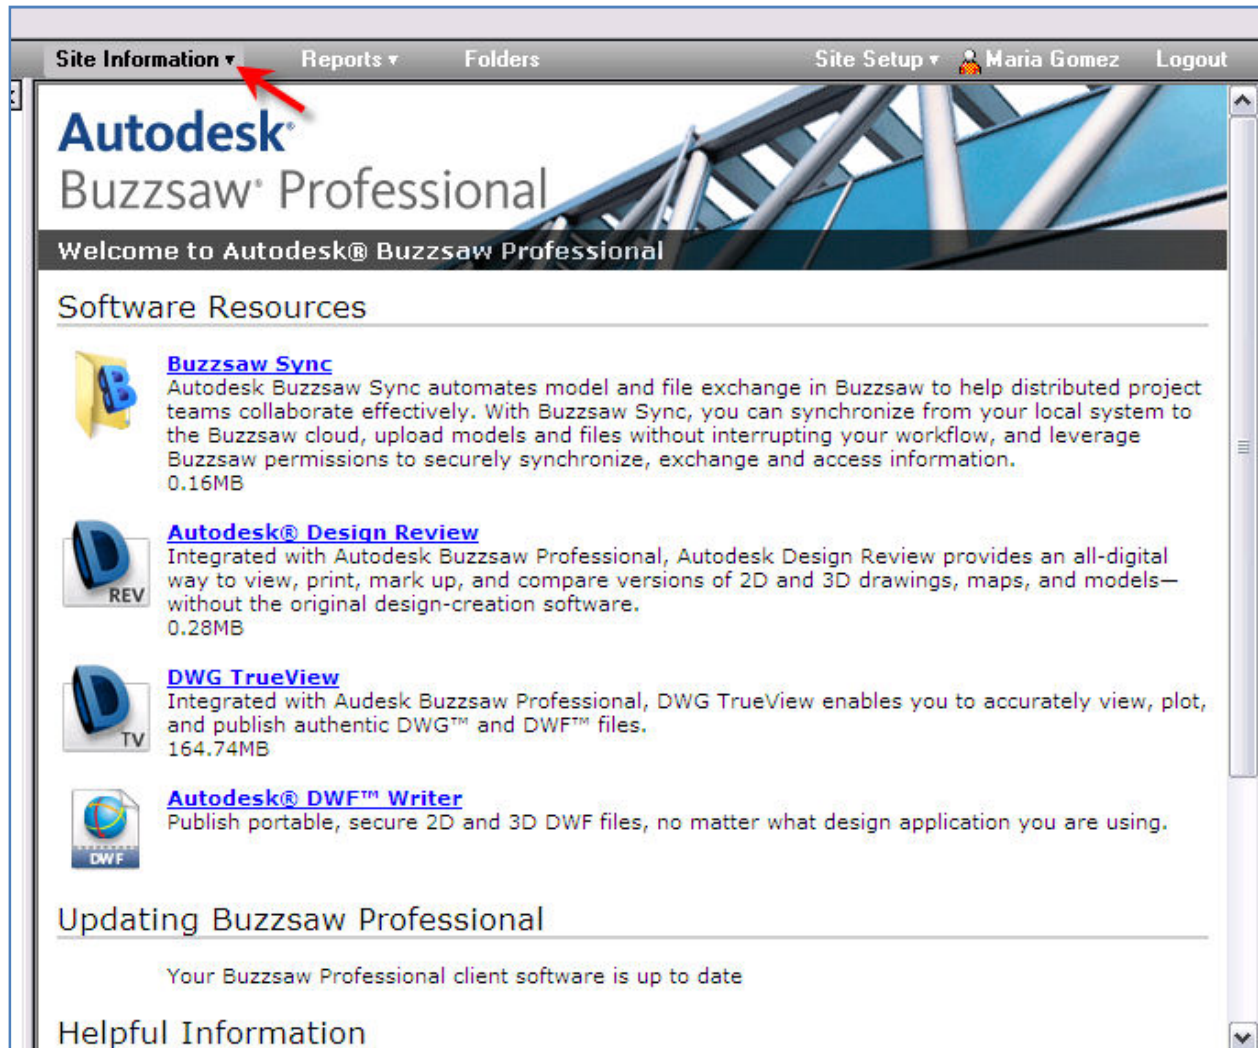 Site Information ▾ Reports ▾ Folders Site Setup ▾ Maria Gomez Logout
Autodesk®
Buzzsaw® Professional
Welcome to Autodesk® Buzzsaw Professional
Software Resources
Buzzsaw Sync
Autodesk Buzzsaw Sync automates model and file exchange in Buzzsaw to help distributed project
teams collaborate effectively. With Buzzsaw Sync, you can synchronize from your local system to
the Buzzsaw cloud, upload models and files without interrupting your workflow, and leverage
Buzzsaw permissions to securely synchronize, exchange and access information.
0.16MB
REV
Autodesk® Design Review
Integrated with Autodesk Buzzsaw Professional, Autodesk Design Review provides an all-digital
way to view, print, mark up, and compare versions of 2D and 3D drawings, maps, and models—
without the original design-creation software.
0.28MB
TV
DWG TrueView
Integrated with Audesk Buzzsaw Professional, DWG TrueView enables you to accurately view, plot,
and publish authentic DWG™ and DWF™ files.
164.74MB
DWF
Autodesk® DWF™ Writer
Publish portable, secure 2D and 3D DWF files, no matter what design application you are using.
Updating Buzzsaw Professional
Your Buzzsaw Professional client software is up to date
Helpful Information